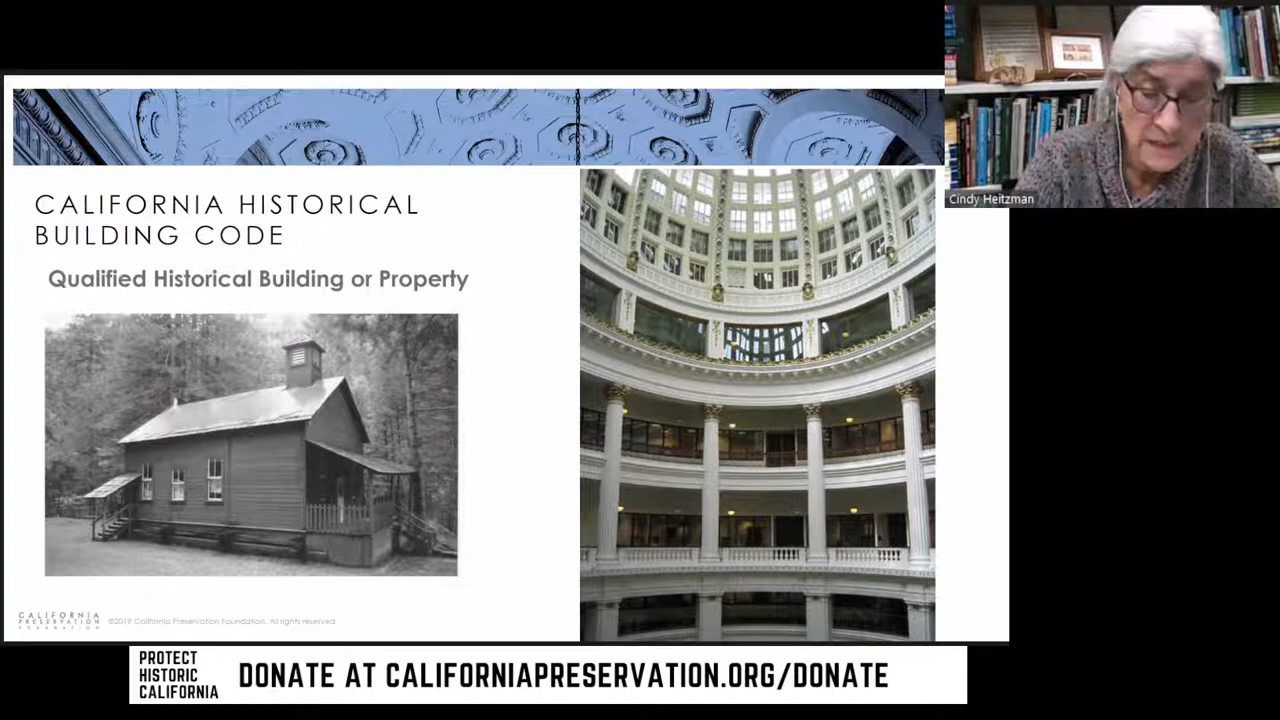 CALIFORNIA HISTORICAL
BUILDING CODE
Qualified Historical Building or Property
CALIFORNIA
PRESERVATION
FOUNDATION
©2019 California Preservation Foundation. All rights reserved
Cindy Heitzman
PROTECT
HISTORIC
CALIFORNIA
DONATE AT CALIFORNIAPRESERVATION.ORG/DONATE